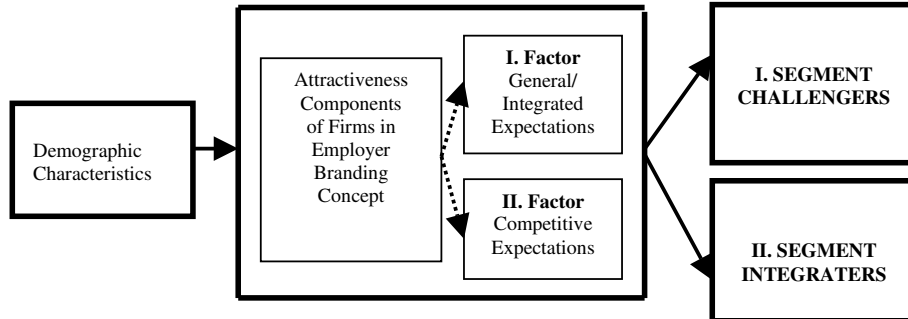 Demographic
Characteristics
Attractiveness
Components
of Firms in
Employer
Branding
Concept
I. Factor
General/
Integrated
Expectations
II. Factor
Competitive
Expectations
I. SEGMENT
CHALLENGERS
II. SEGMENT
INTEGRATERS